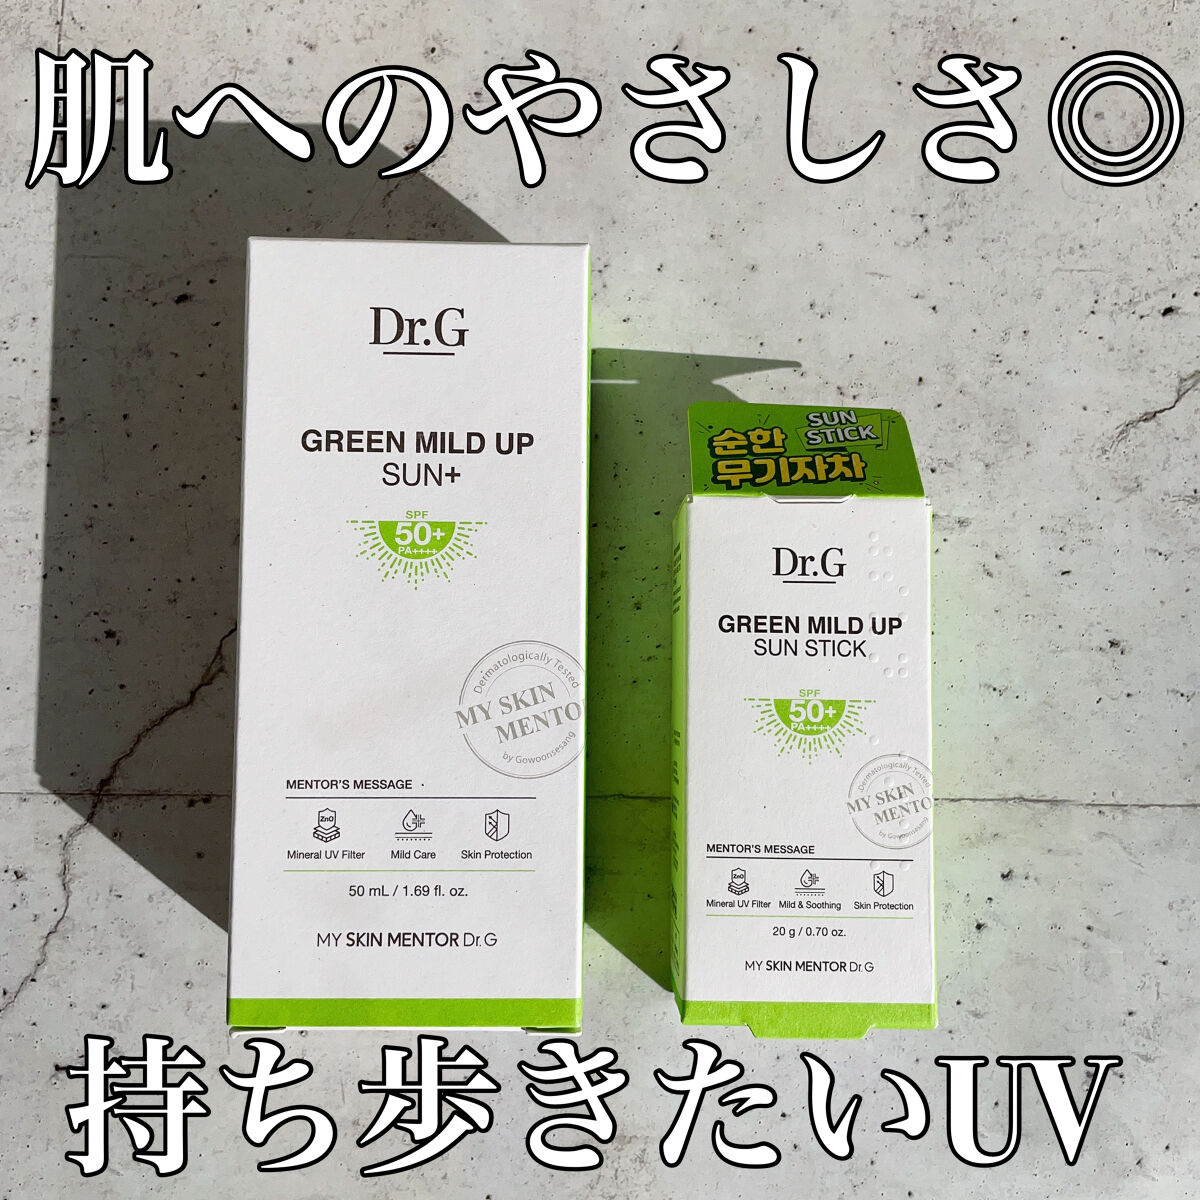 肌へのやさしさ◎
Dr.G
GREEN MILD UP
SUN+
SPF
50+
PA++++
Dermatologically Tested
MY SKIN
MENTO
by Gowoonsesang
MENTOR'S MESSAGE
ZnO
Mineral UV Filter
Mild Care
Skin Protection
50 mL / 1.69 fl. oz.
MY SKIN MENTOR Dr.G
SUN
STICK
순한
무기자차
Dr.G
GREEN MILD UP
SUN STICK
SPF
50+
PA++++
Dermatologically Tested
MY SKIN
MENTO
by Gowoonsesang
MENTOR'S MESSAGE
ZnO
Mineral UV Filter
Mild & Soothing
Skin Protection
20 g / 0.70 oz.
MY SKIN MENTOR Dr.G
持ち歩きたいUV